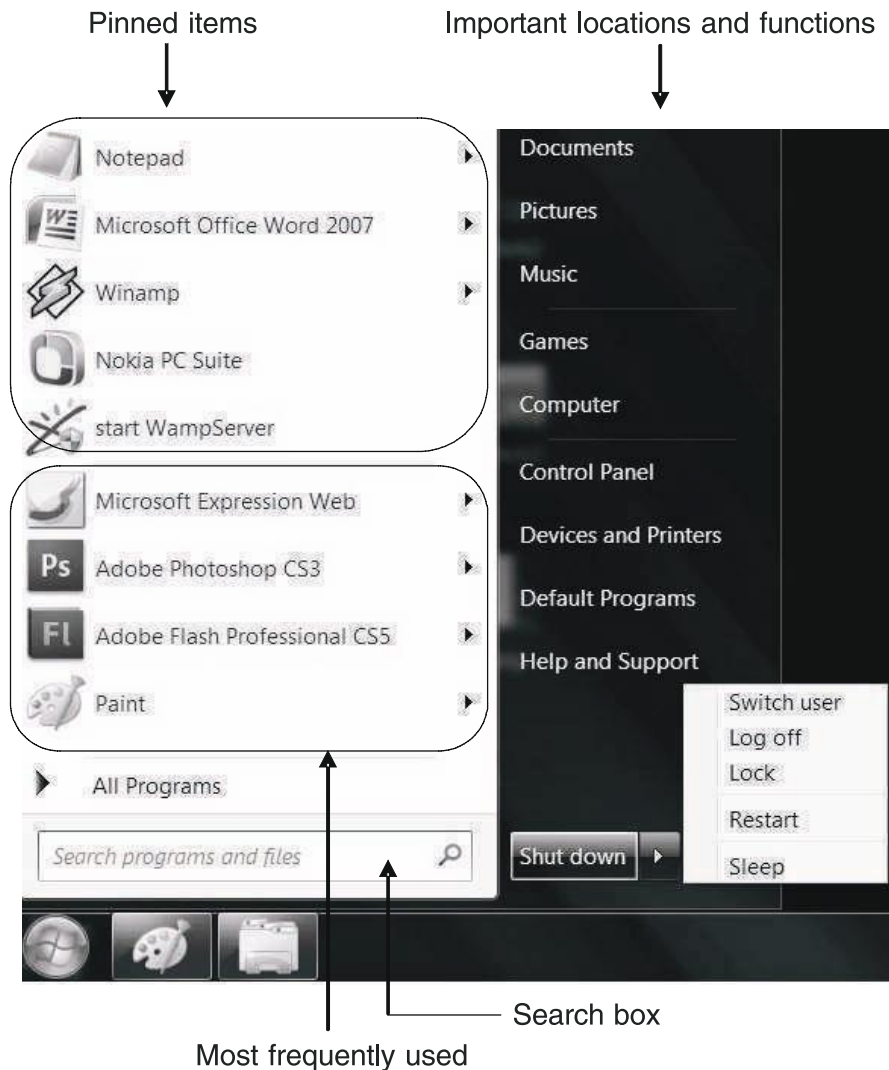 Pinned items
Important locations and functions
Notepad
Microsoft Office Word 2007
Winamp
Nokia PC Suite
start WampServer
Microsoft Expression Web
Ps
Adobe Photoshop CS3
Fl
Adobe Flash Professional CS5
Paint
All Programs
Search programs and files
Documents
Pictures
Music
Games
Computer
Control Panel
Devices and Printers
Default Programs
Help and Support
Shut down
Switch user
Log off
Lock
Restart
Sleep
Search box
Most frequently used